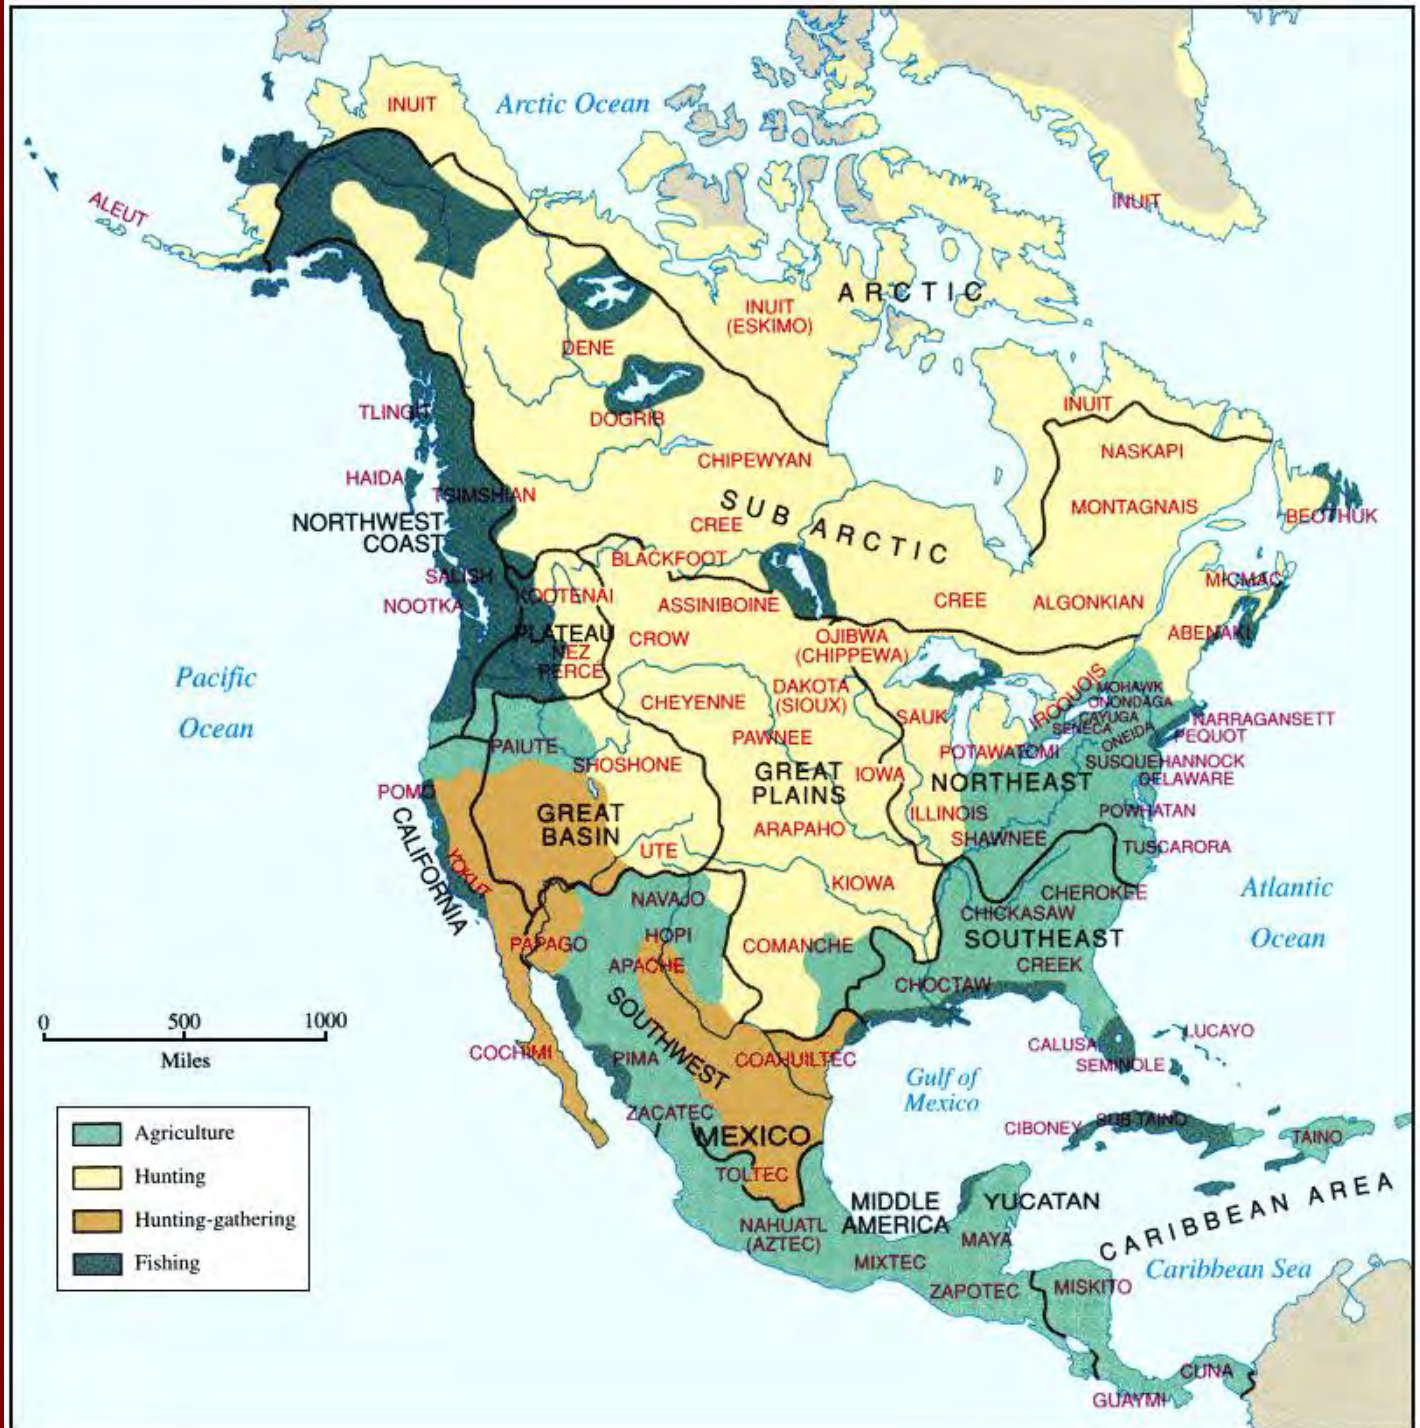 INUIT
Arctic Ocean
ALEUT
INUIT
ARCTIC
INUIT
(ESKIMO)
DENE
TLINGIT
DOGRIB
INUIT
CHIPEWYAN
NASKAPI
HAIDA
TSIMSHIAN
SUB ARCTIC
MONTAGNAIS
BEOTHUK
NORTHWEST
COAST
CREE
BLACKFOOT
SALISH
KOOTENAI
MICMAC
NOOTKA
ASSINIBOINE
CREE
ALGONKIAN
PLATEAU
NEZ
PERCÉ
CROW
OJIBWA
(CHIPPEWA)
ABENAKI
Pacific
Ocean
CHEYENNE
DAKOTA
(SIOUX)
IROQUOIS
MOHAWK
ONONDAGA
CAYUGA
SENECA
ONEIDA
SAUK
NARRAGANSETT
PEQUOT
PAIUTE
PAWNEE
POTAWATOMI
SHOSHONE
GREAT
PLAINS
IOWA
NORTHEAST
SUSQUEHANNOCK
DELAWARE
POMO
CALIFORNIA
GREAT
BASIN
ARAPAHO
ILLINOIS
SHAWNEE
POWHATAN
TUSCARORA
YOKUT
UTE
KIOWA
NAVAJO
CHEROKEE
CHICKASAW
Atlantic
Ocean
PAPAGO
HOPI
COMANCHE
SOUTHEAST
APACHE
CREEK
CHOCTAW
SOUTHWEST
0 500 1000
Miles
COCHIMI
PIMA
COAHUILTEC
CALUSA
SEMINOLE
LUCAYO
Gulf of
Mexico
ZACATEC
MEXICO
CIBONEY
SUB TAINO
TAINO
TOLTEC
MIDDLE
AMERICA
YUCATAN
CARIBBEAN AREA
NAHUATL
(AZTEC)
MAYA
MIXTEC
Caribbean Sea
ZAPOTEC
MISKITO
CUNA
GUAYMI
Agriculture
Hunting
Hunting-gathering
Fishing